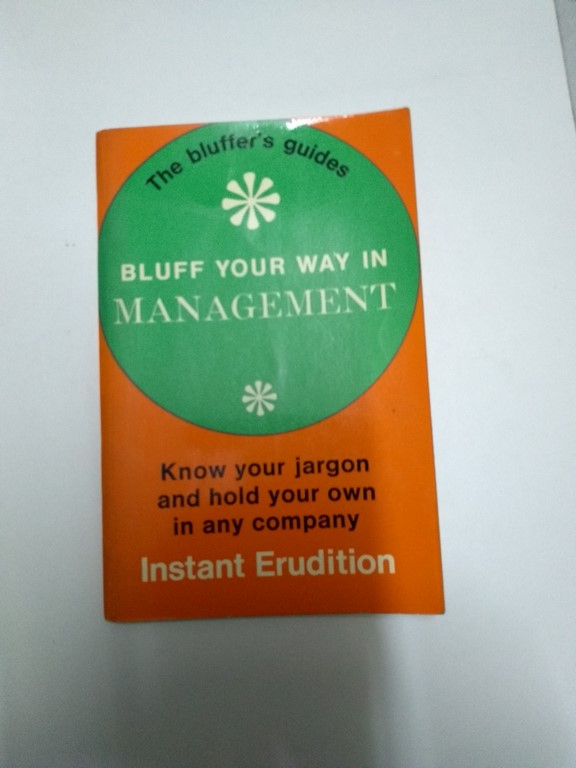 The bluffer's guides
BLUFF YOUR WAY IN
MANAGEMENT
Know your jargon
and hold your own
in any company
Instant Erudition